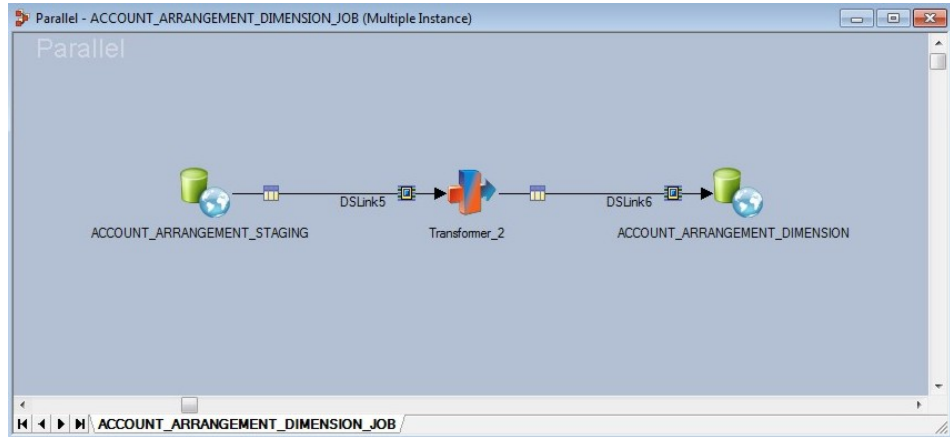 Parallel - ACCOUNT_ARRANGEMENT_DIMENSION_JOB (Multiple Instance)
Parallel
DSLink5
DSLink6
ACCOUNT_ARRANGEMENT_STAGING
Transformer_2
ACCOUNT_ARRANGEMENT_DIMENSION
ACCOUNT_ARRANGEMENT_DIMENSION_JOB